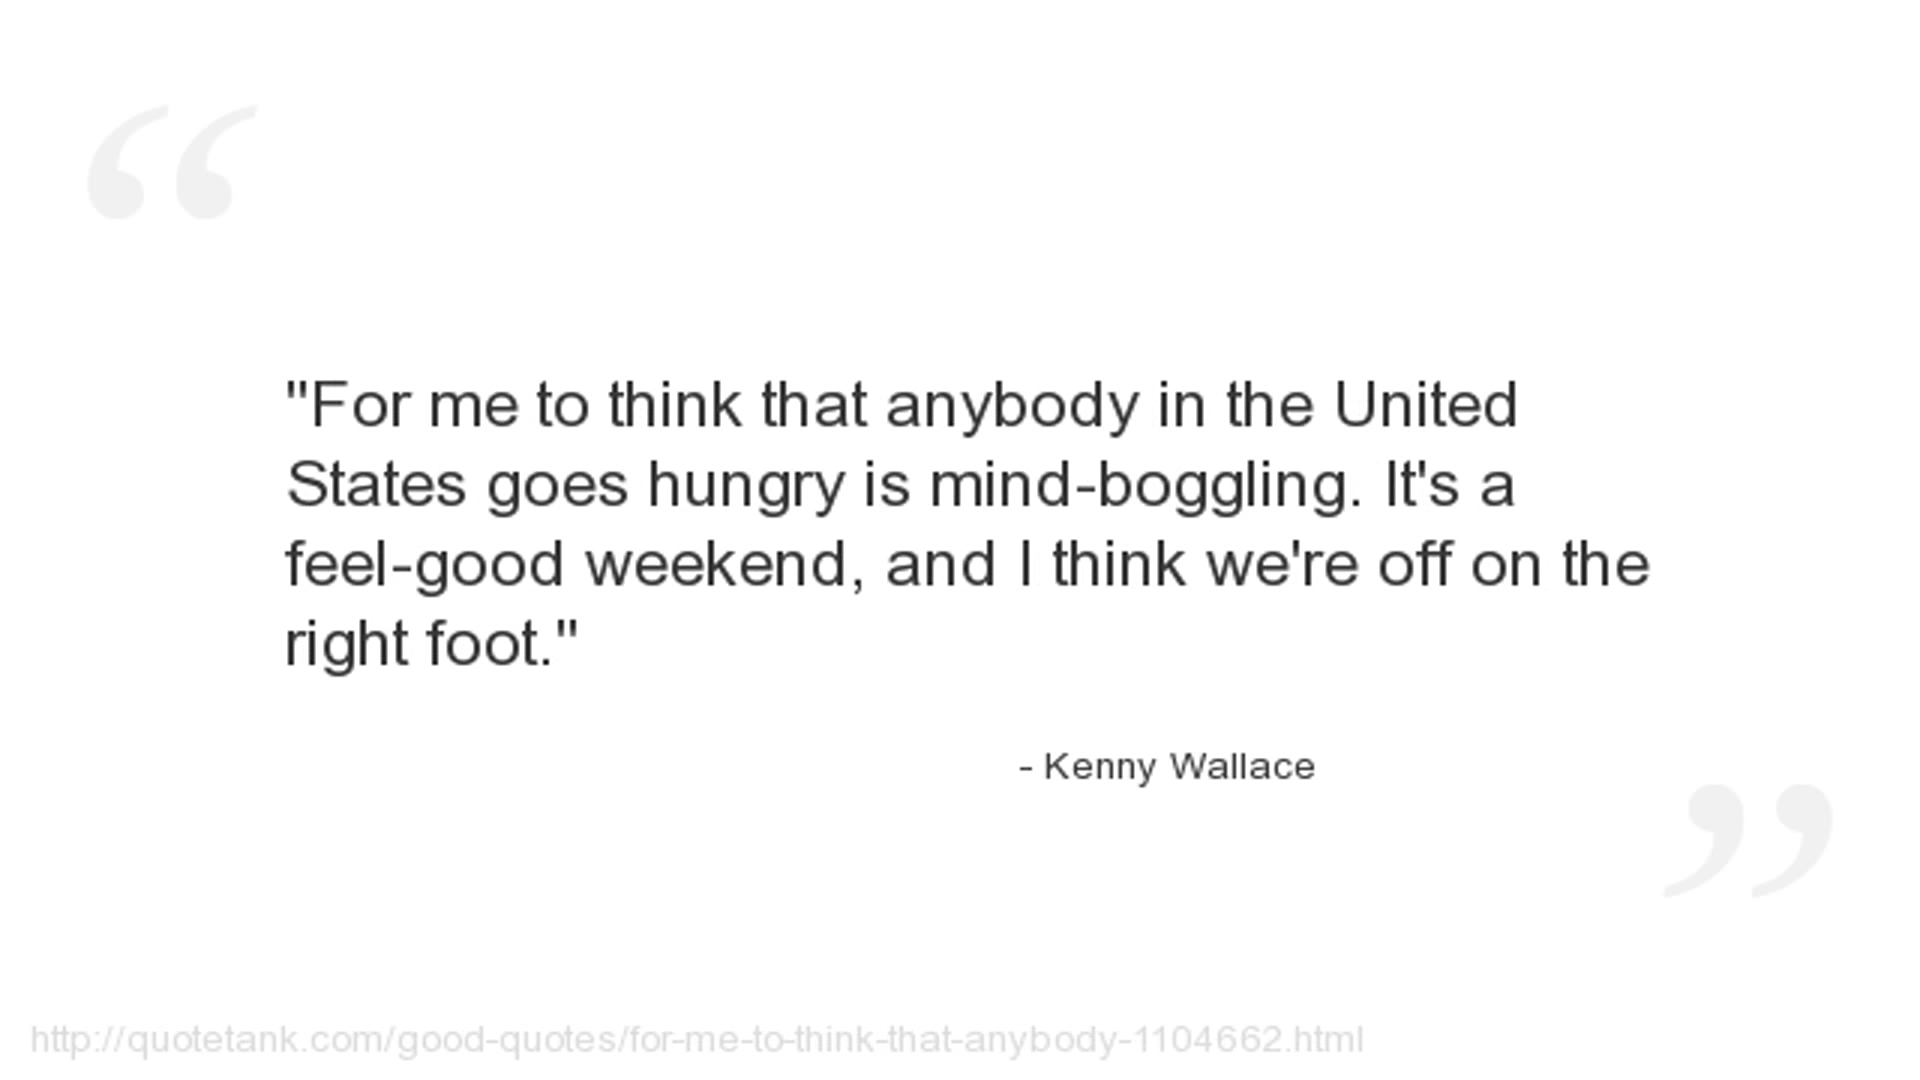 "For me to think that anybody in the United
States goes hungry is mind-boggling. It's a
feel-good weekend, and I think we're off on the
right foot."
- Kenny Wallace
http://quotetank.com/good-quotes/for-me-to-think-that-anybody-1104662.html